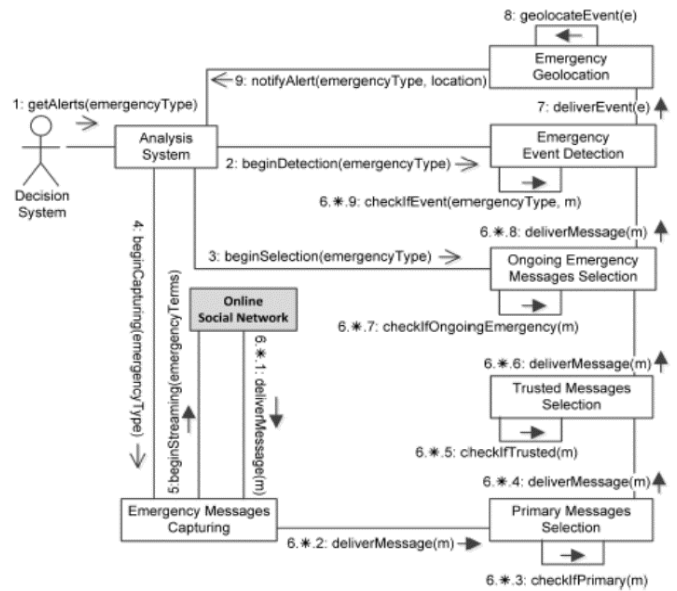 8: geolocateEvent(e)
Emergency
Geolocation
9: notifyAlert(emergencyType, location)
1: getAlerts(emergencyType)
7: deliverEvent(e)
Analysis
System
Emergency
Event Detection
2: beginDetection(emergencyType)
Decision
System
6.✳.9: checkIfEvent(emergencyType, m)
6.✳.8: deliverMessage(m)
3: beginSelection(emergencyType)
Ongoing Emergency
Messages Selection
4: beginCapturing(emergencyType)
5:beginStreaming(emergencyTerms)
Online
Social Network
6.✳.1: deliverMessage(m)
6.✳.7: checkIfOngoingEmergency(m)
6.✳.6: deliverMessage(m)
Trusted Messages
Selection
6.✳.5: checkIfTrusted(m)
6.✳.4: deliverMessage(m)
Emergency Messages
Capturing
Primary Messages
Selection
6.✳.2: deliverMessage(m)
6.✳.3: checkIfPrimary(m)